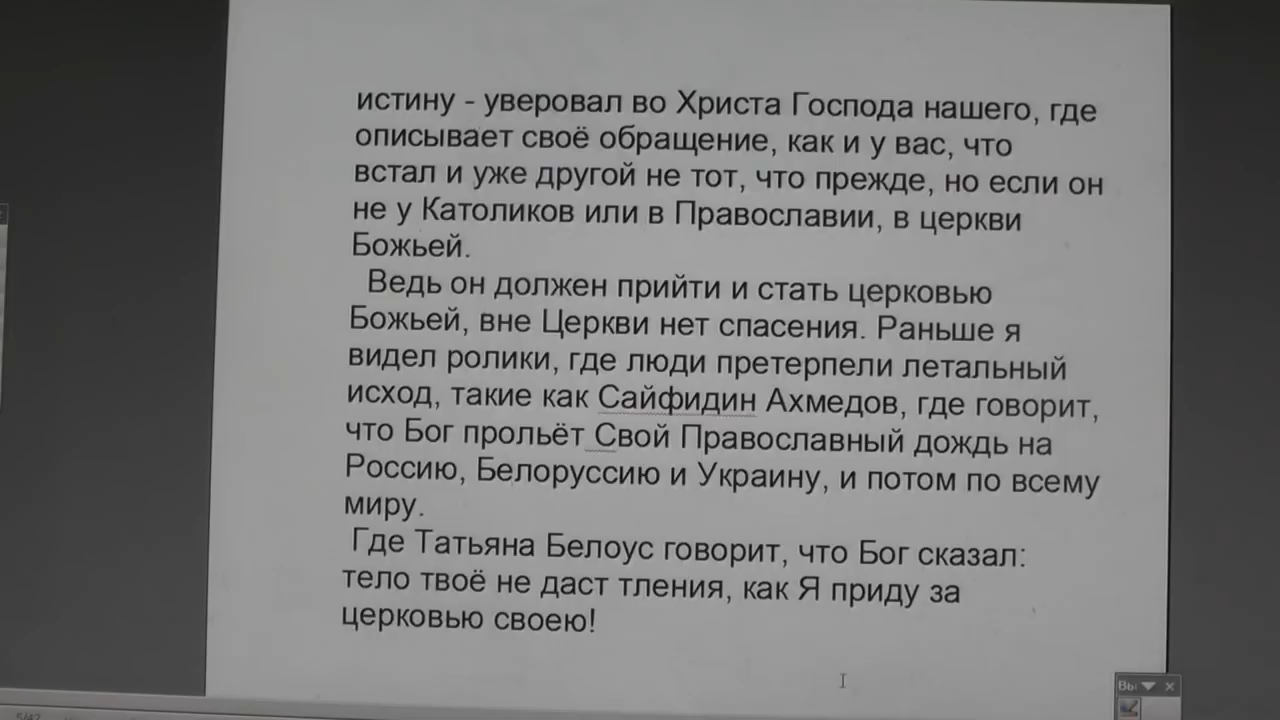 истину - уверовал во Христа Господа нашего, где
описывает своё обращение, как и у вас, что
встал и уже другой не тот, что прежде, но если он
не у Католиков или в Православии, в церкви
Божьей.
Ведь он должен прийти и стать церковью
Божьей, вне Церкви нет спасения. Раньше я
видел ролики, где люди претерпели летальный
исход, такие как Сайфидин Ахмедов, где говорит,
что Бог прольёт Свой Православный дождь на
Россию, Белоруссию и Украину, и потом по всему
миру.
Где Татьяна Белоус говорит, что Бог сказал:
тело твоё не даст тления, как Я приду за
церковью своею!
Вы